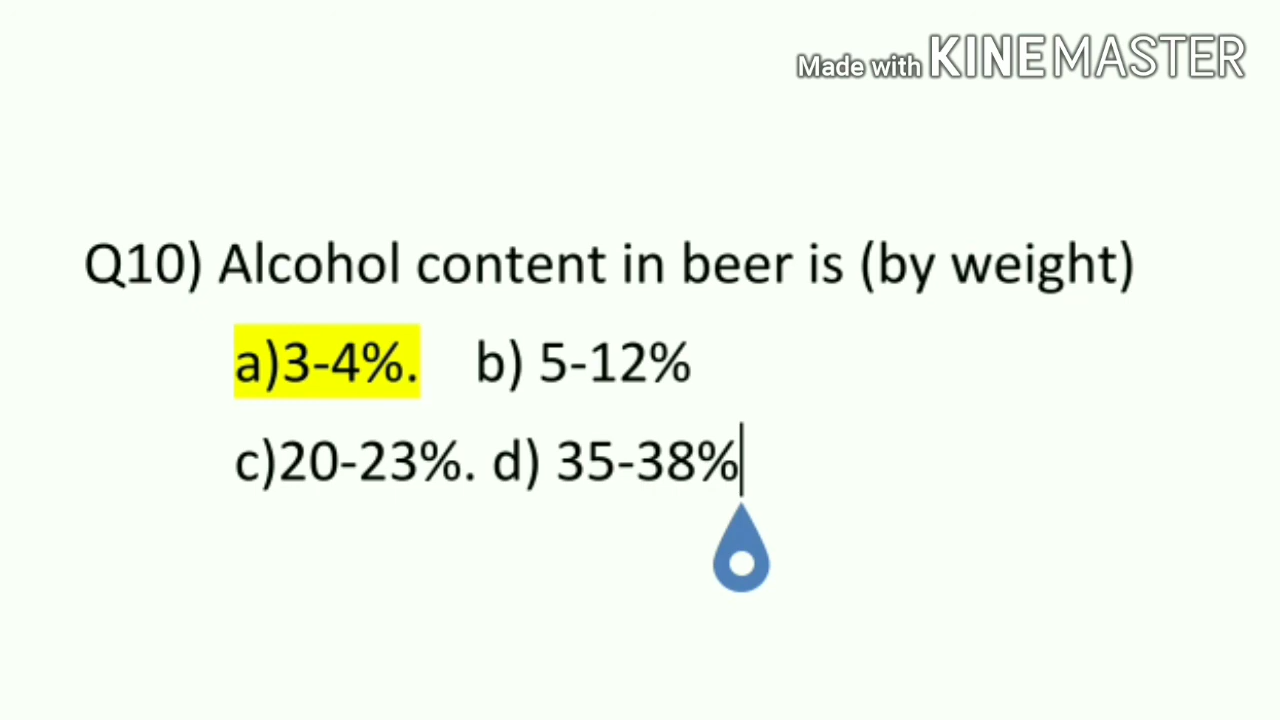 Made with KINEMASTER
Q10) Alcohol content in beer is (by weight)
a)3-4%. b) 5-12%
c)20-23%. d) 35-38%